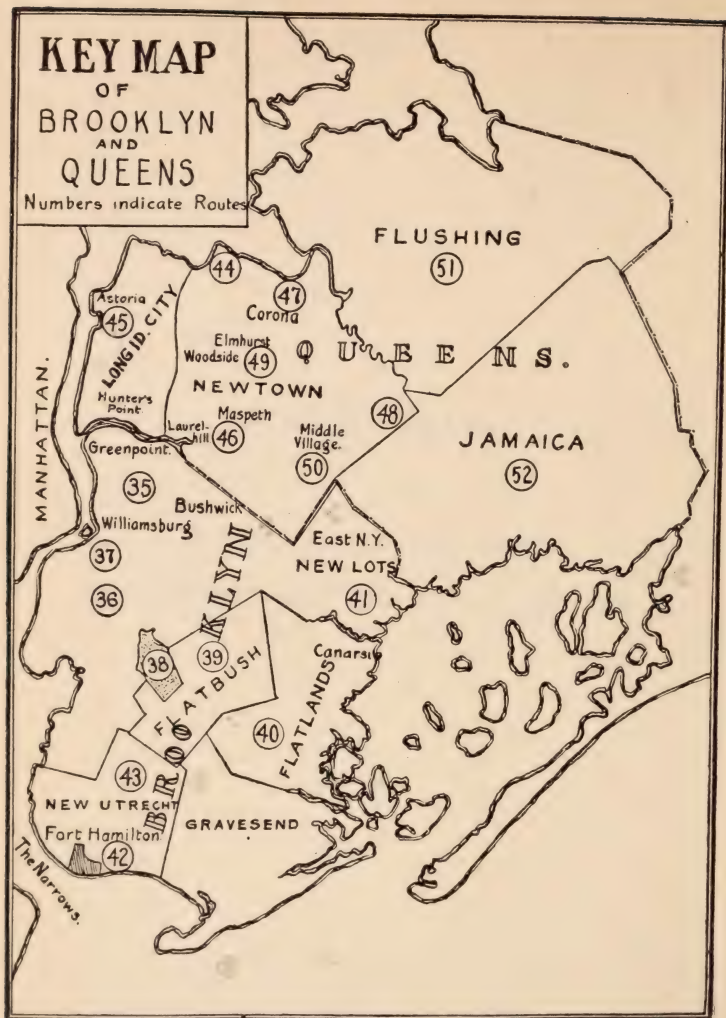 KEY MAP
OF
BROOKLYN
AND
QUEENS
Numbers indicate Routes
FLUSHING
51
44
47
Corona
Astoria
45
LONG ID. CITY
Elmhurst
Woodside
49
QUEENS.
NEWTOWN
Hunter's
Point.
MANHATTAN.
Laurel-
hill
46
Maspeth
48
Middle
Village.
50
JAMAICA
52
Greenpoint.
35
Bushwick
Williamsburg
37
36
East N.Y.
NEW LOTS
41
BROOKLYN
38
39
FLATBUSH
Canarsi
40
FLATLANDS
43
NEW UTRECHT
GRAVESEND
Fort Hamilton.
42
The Narrows.